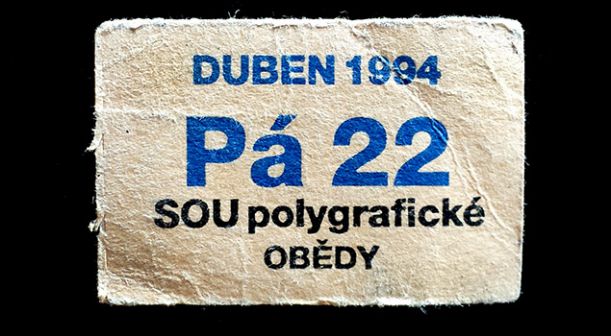 DUBEN 1994
Pá 22
SOU polygrafické
OBĚDY